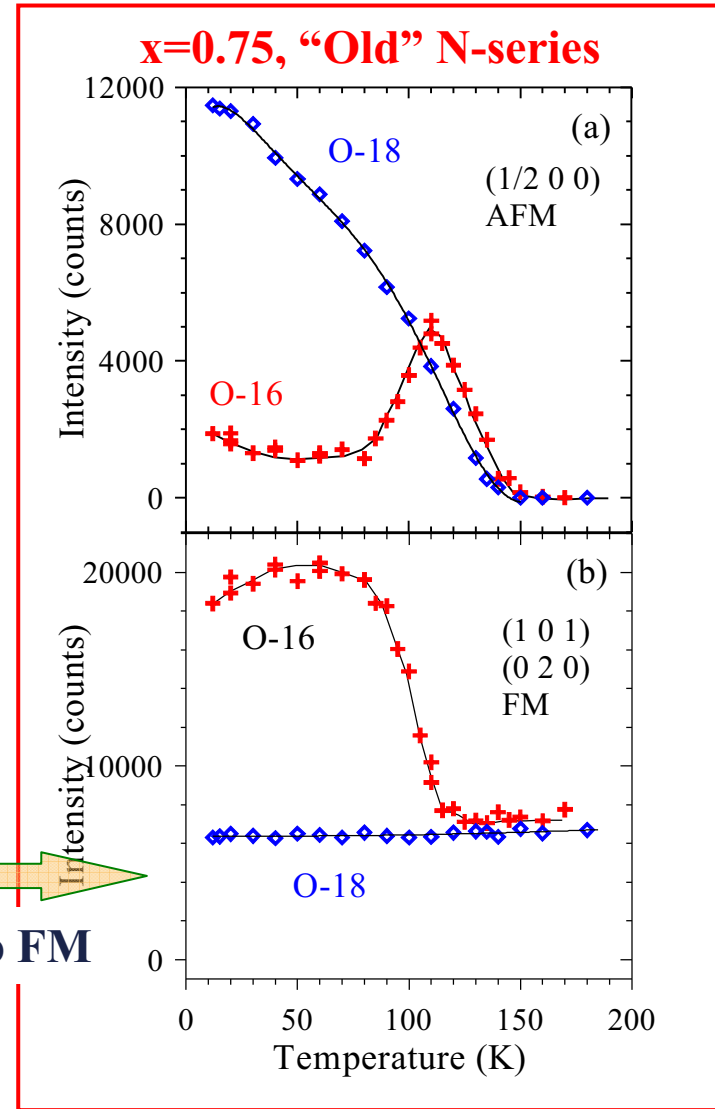 x=0.75, “Old” N-series
12000
(a)
O-18
(1/2 0 0)
AFM
8000
Intensity (counts)
4000
O-16
0
20000
(b)
O-16
(1 0 1)
(0 2 0)
FM
Intensity (counts)
10000
O-18
FM
0
0 50 100 150 200
Temperature (K)